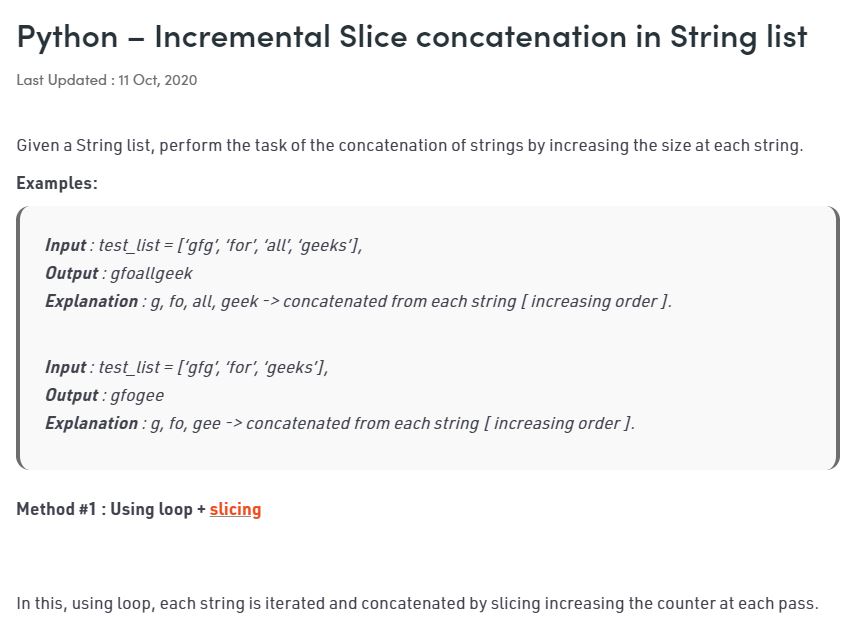 Python – Incremental Slice concatenation in String list
Last Updated : 11 Oct, 2020
Given a String list, perform the task of the concatenation of strings by increasing the size at each string.
Examples:
Input : test_list = [‘gfg’, ‘for’, ‘all’, ‘geeks’],
Output : gfoallgeek
Explanation : g, fo, all, geek -> concatenated from each string [ increasing order ].
Input : test_list = [‘gfg’, ‘for’, ‘geeks’],
Output : gfogee
Explanation : g, fo, gee -> concatenated from each string [ increasing order ].
Method #1 : Using loop + slicing
In this, using loop, each string is iterated and concatenated by slicing increasing the counter at each pass.